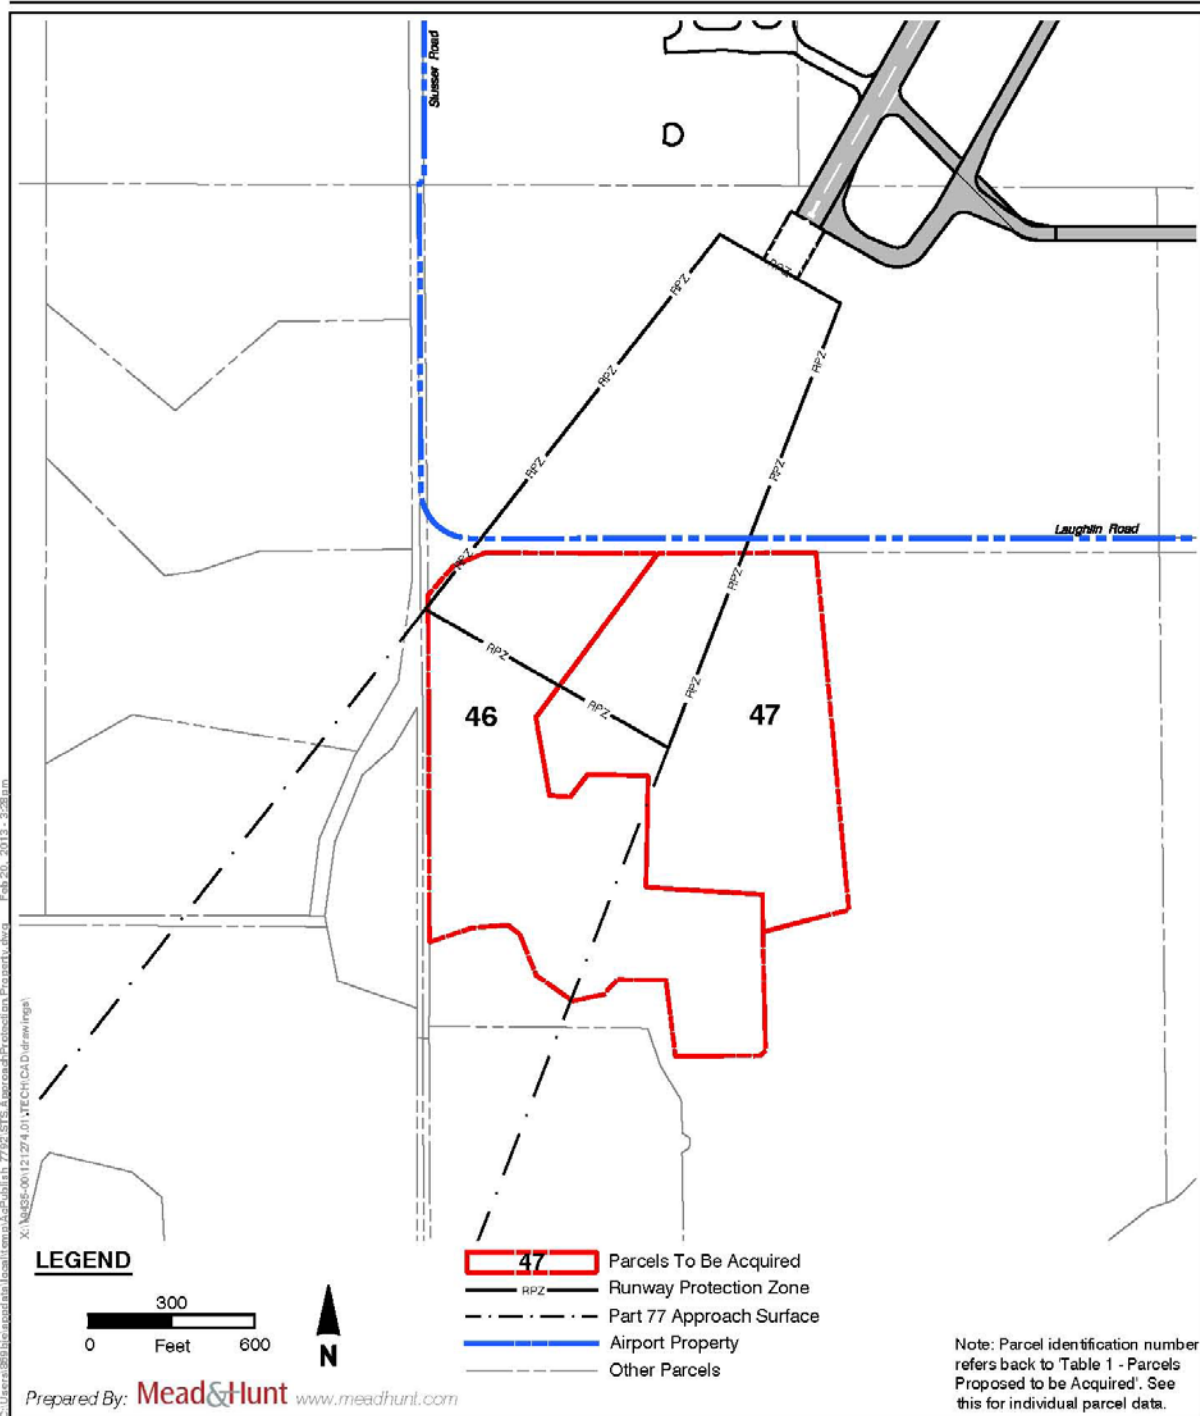 Slusser Road
RPZ
RPZ
RPZ
RPZ
RPZ
RPZ
Laughlin Road
RPZ
RPZ
RPZ
RPZ
RPZ
46
47
LEGEND
300
0 Feet 600
N
47 Parcels To Be Acquired
RPZ Runway Protection Zone
Part 77 Approach Surface
Airport Property
Other Parcels
Note: Parcel identification number
refers back to 'Table 1 - Parcels
Proposed to be Acquired'. See
this for individual parcel data.
Prepared By: Mead&Hunt www.meadhunt.com
Feb 20, 2013 - 3:28pm